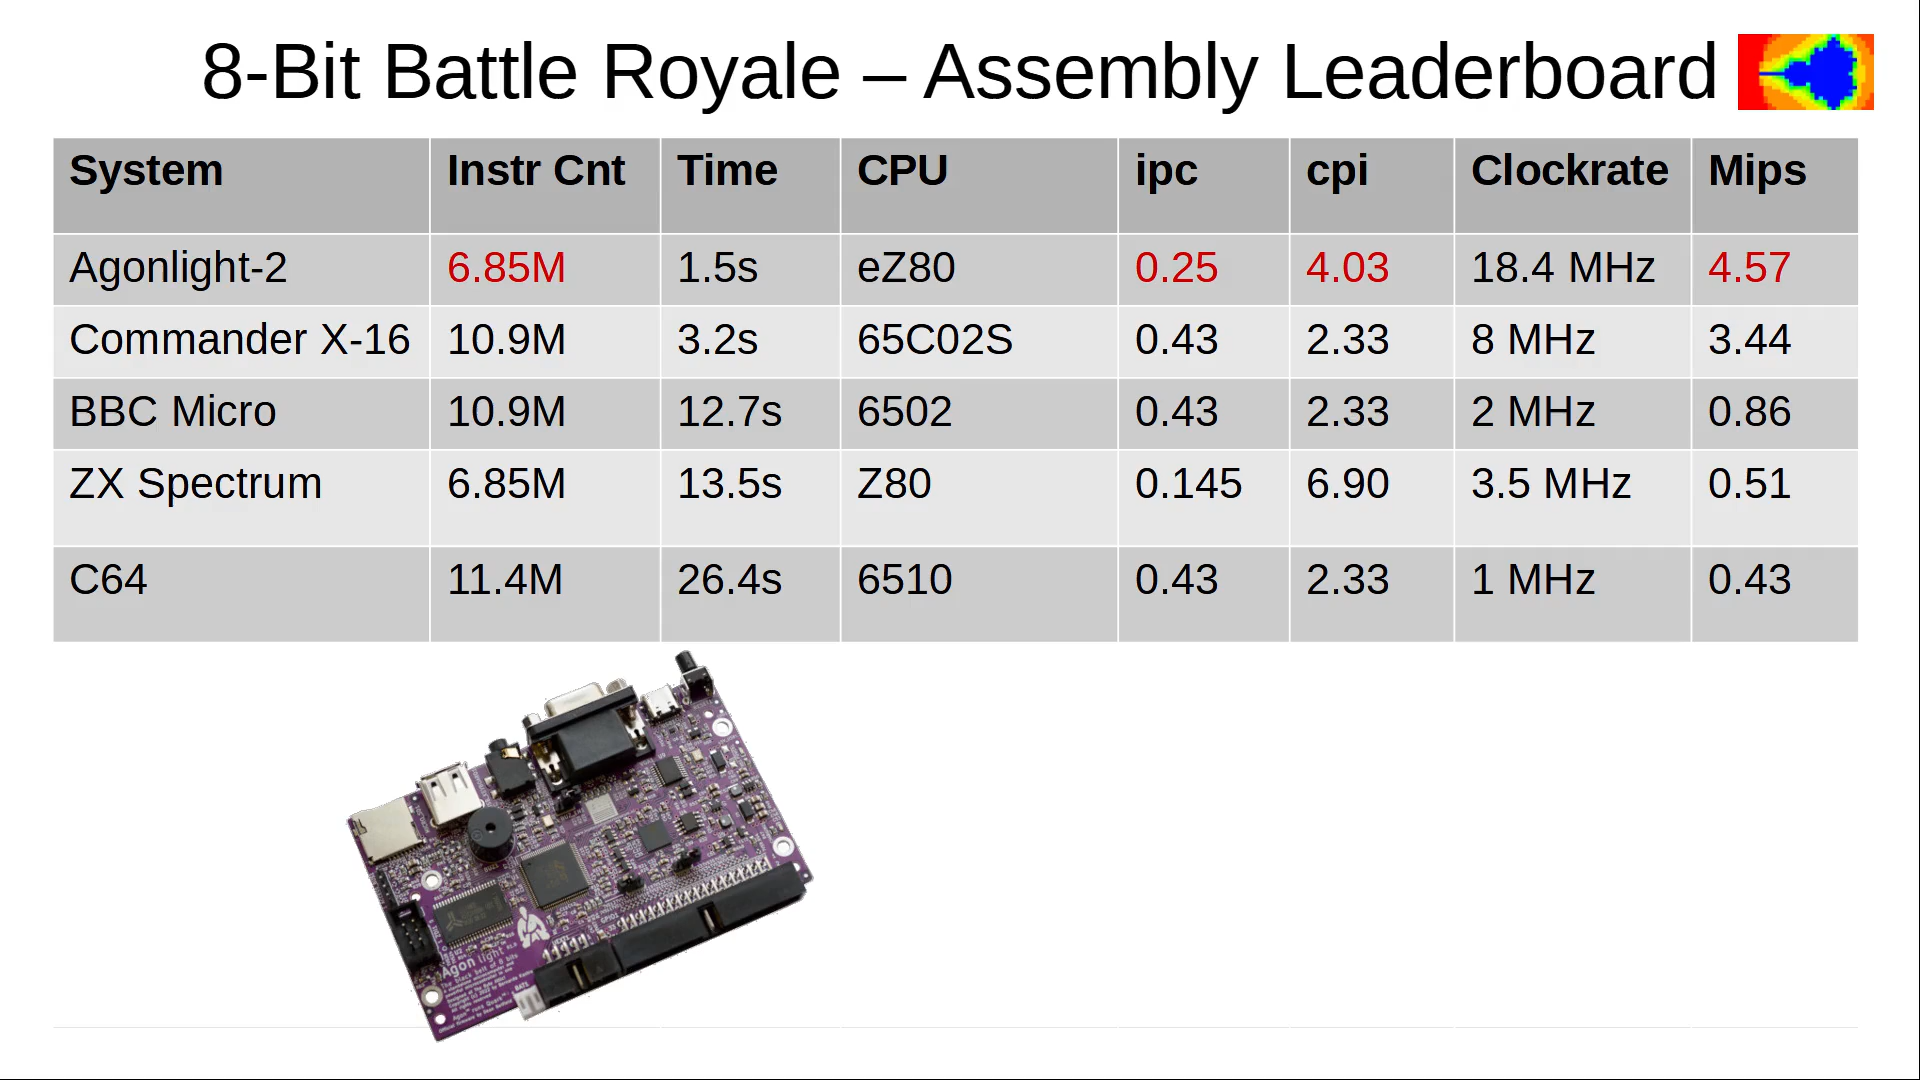 8-Bit Battle Royale – Assembly Leaderboard
System Instr Cnt Time CPU ipc cpi Clockrate Mips
Agonlight-2 6.85M 1.5s eZ80 0.25 4.03 18.4 MHz 4.57
Commander X-16 10.9M 3.2s 65C02S 0.43 2.33 8 MHz 3.44
BBC Micro 10.9M 12.7s 6502 0.43 2.33 2 MHz 0.86
ZX Spectrum 6.85M 13.5s Z80 0.145 6.90 3.5 MHz 0.51
C64 11.4M 26.4s 6510 0.43 2.33 1 MHz 0.43
Agon light